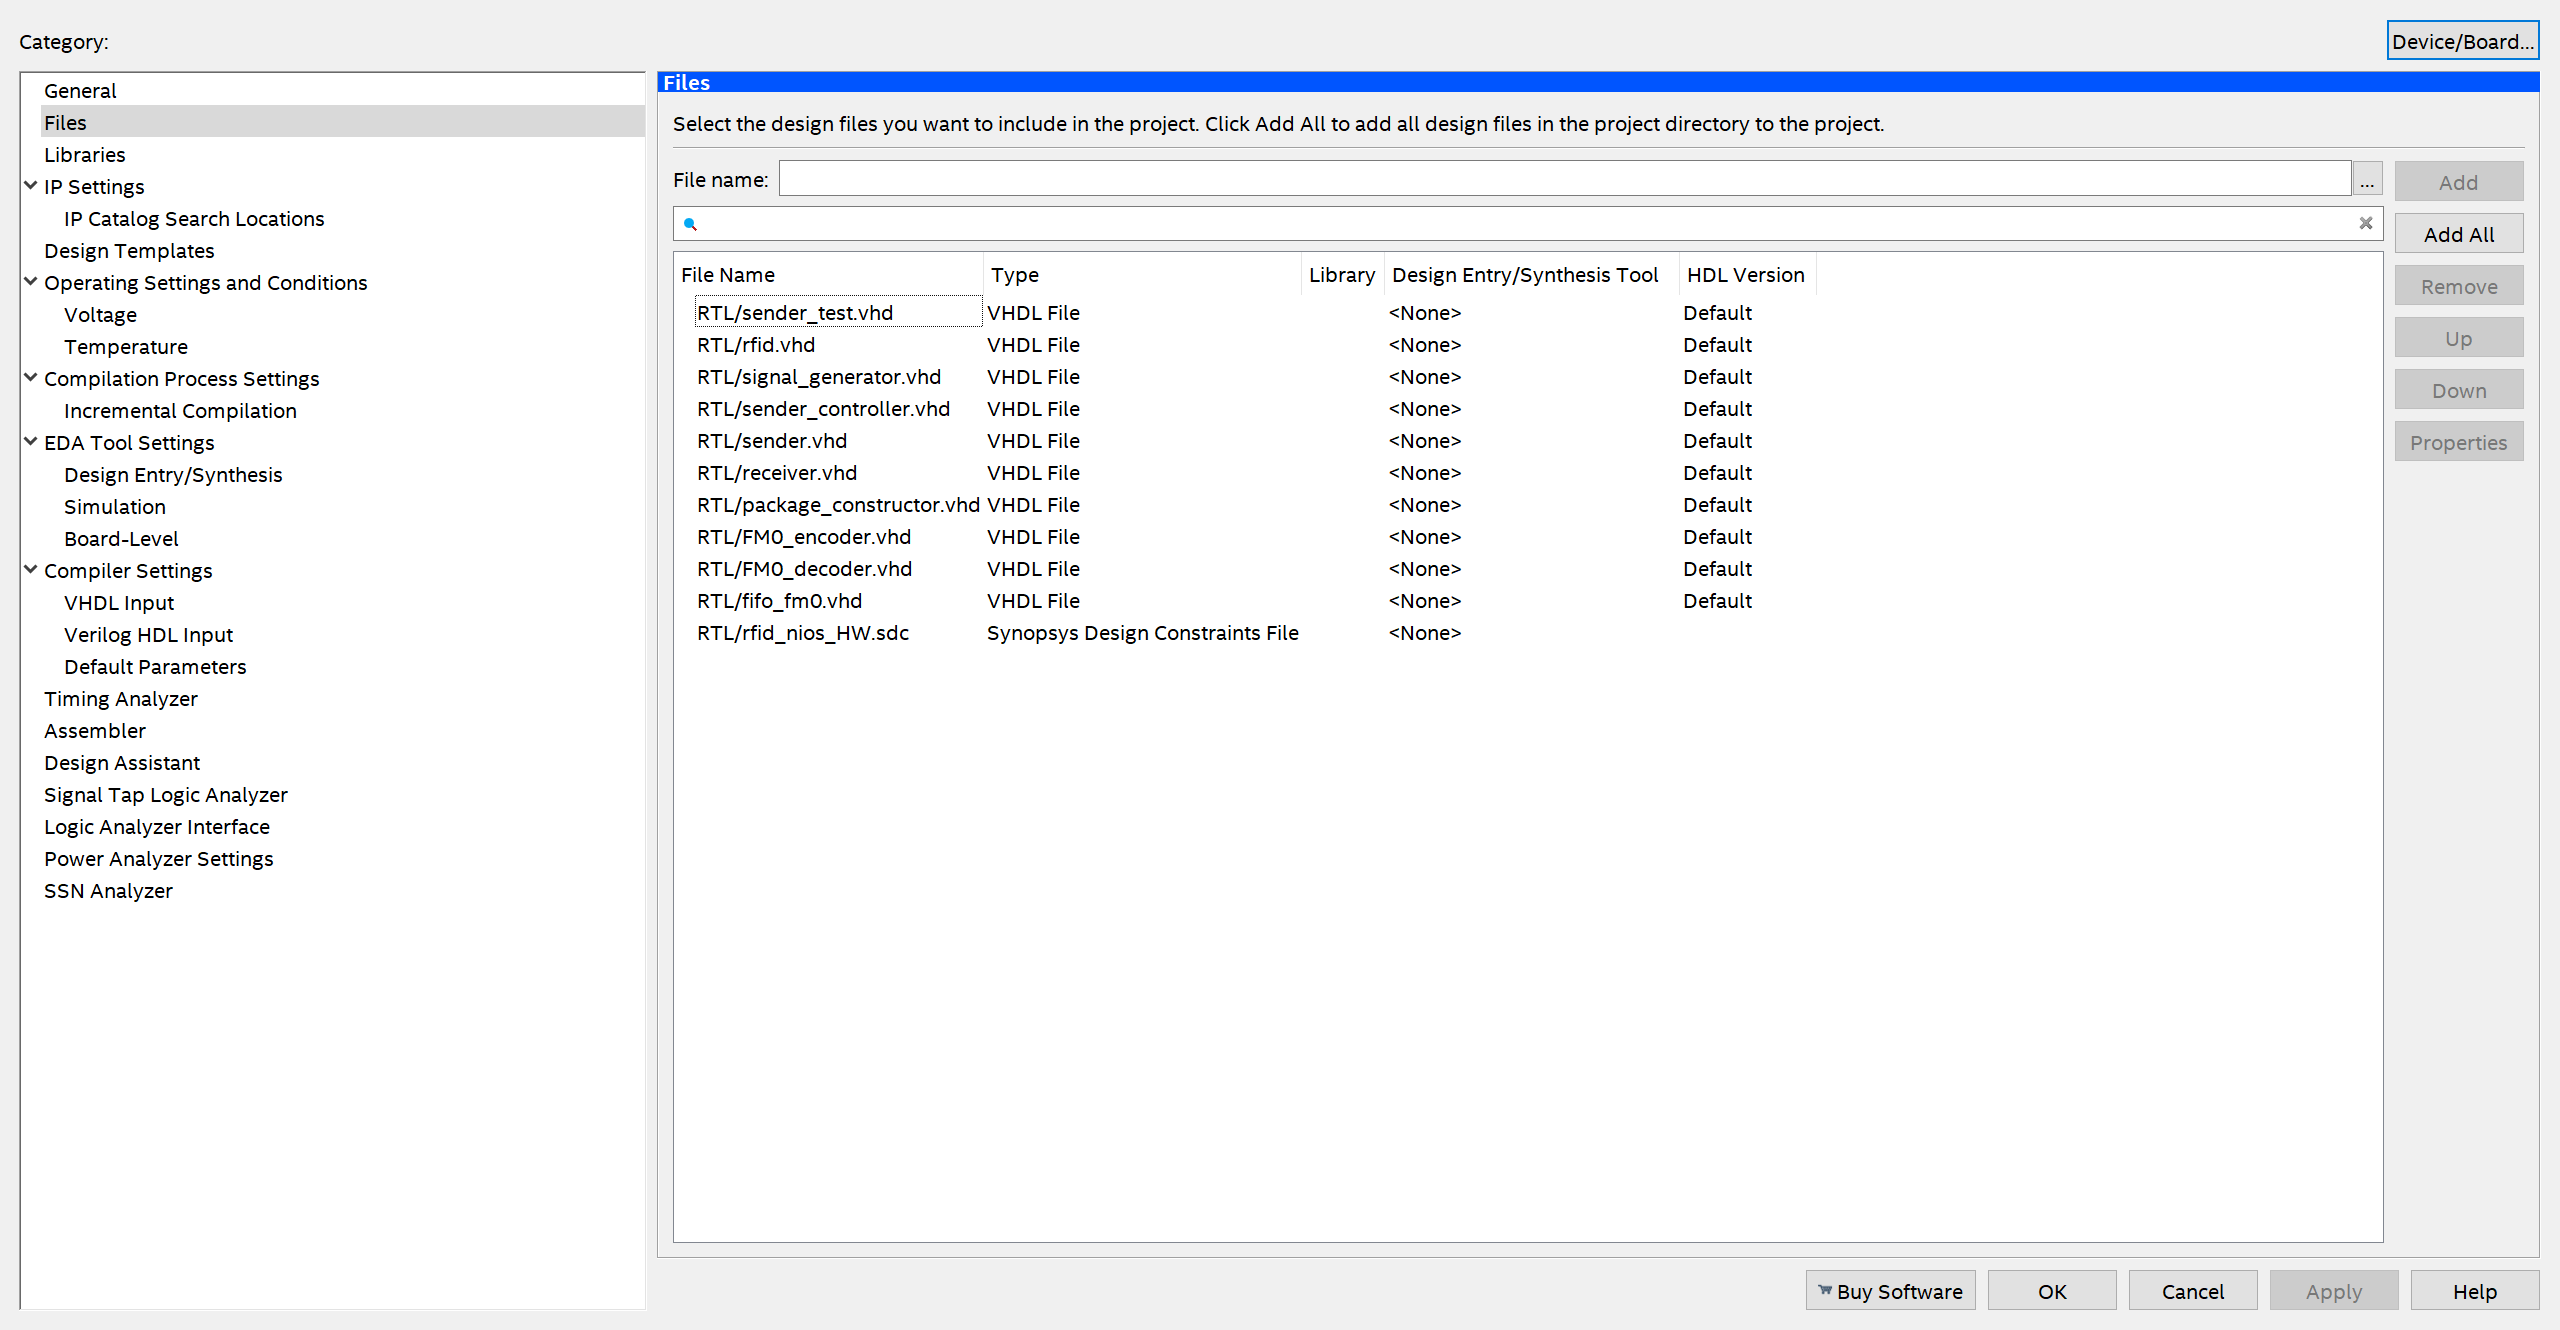 Category:
Device/Board...
General
Files
Libraries
IP Settings
IP Catalog Search Locations
Design Templates
Operating Settings and Conditions
Voltage
Temperature
Compilation Process Settings
Incremental Compilation
EDA Tool Settings
Design Entry/Synthesis
Simulation
Board-Level
Compiler Settings
VHDL Input
Verilog HDL Input
Default Parameters
Timing Analyzer
Assembler
Design Assistant
Signal Tap Logic Analyzer
Logic Analyzer Interface
Power Analyzer Settings
SSN Analyzer
Files
Select the design files you want to include in the project. Click Add All to add all design files in the project directory to the project.
File name: ... Add
Add All
Remove
Up
Down
Properties
File Name Type Library Design Entry/Synthesis Tool HDL Version
RTL/sender_test.vhd VHDL File <None> Default
RTL/rfid.vhd VHDL File <None> Default
RTL/signal_generator.vhd VHDL File <None> Default
RTL/sender_controller.vhd VHDL File <None> Default
RTL/sender.vhd VHDL File <None> Default
RTL/receiver.vhd VHDL File <None> Default
RTL/package_constructor.vhd VHDL File <None> Default
RTL/FM0_encoder.vhd VHDL File <None> Default
RTL/FM0_decoder.vhd VHDL File <None> Default
RTL/fifo_fm0.vhd VHDL File <None> Default
RTL/rfid_nios_HW.sdc Synopsys Design Constraints File <None>
Buy Software OK Cancel Apply Help